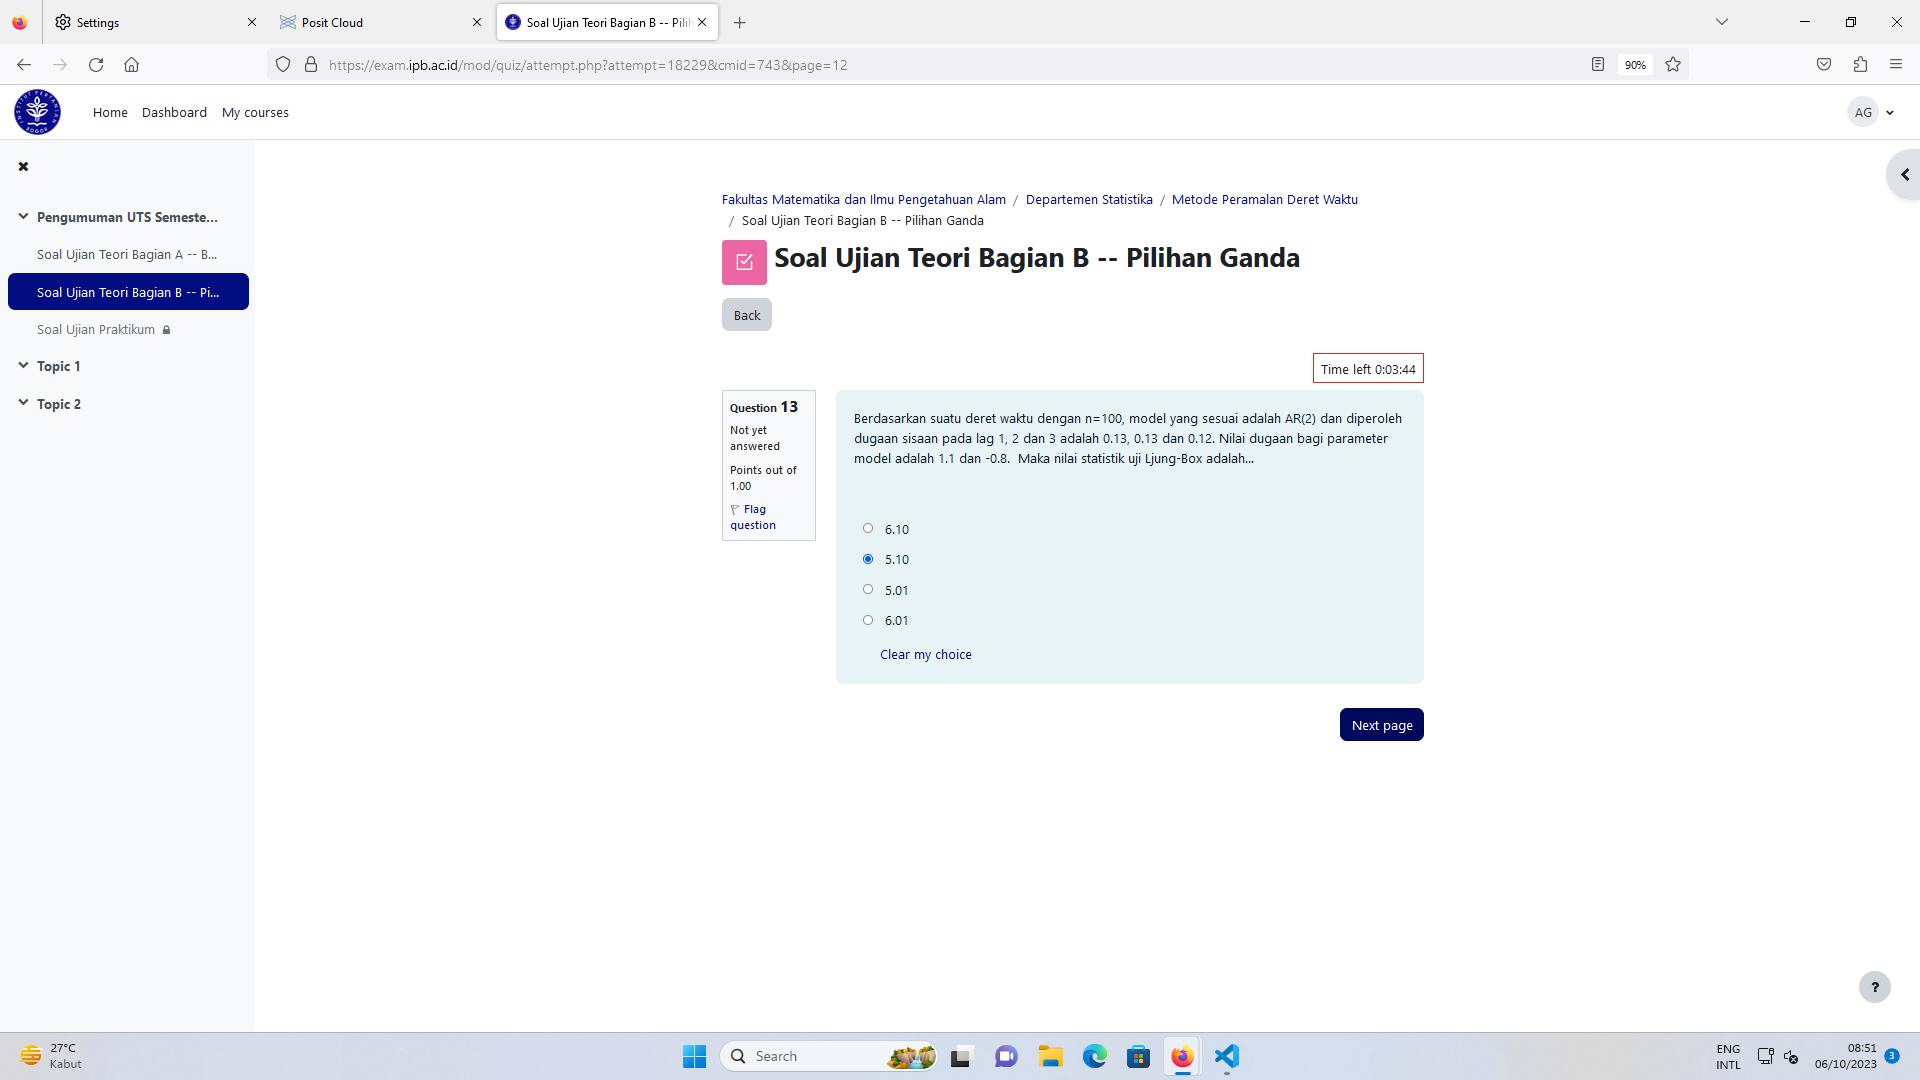 Settings
Posit Cloud
Soal Ujian Teori Bagian B -- Pilih
https://exam.ipb.ac.id/mod/quiz/attempt.php?attempt=18229&cmid=743&page=12
90%
Home Dashboard My courses
AG
Pengumuman UTS Semeste...
Soal Ujian Teori Bagian A -- B...
Soal Ujian Teori Bagian B -- Pi...
Soal Ujian Praktikum
Topic 1
Topic 2
Fakultas Matematika dan Ilmu Pengetahuan Alam / Departemen Statistika / Metode Peramalan Deret Waktu
/ Soal Ujian Teori Bagian B -- Pilihan Ganda
Soal Ujian Teori Bagian B -- Pilihan Ganda
Back
Time left 0:03:44
Question 13
Not yet
answered
Points out of
1.00
Flag
question
Berdasarkan suatu deret waktu dengan n=100, model yang sesuai adalah AR(2) dan diperoleh
dugaan sisaan pada lag 1, 2 dan 3 adalah 0.13, 0.13 dan 0.12. Nilai dugaan bagi parameter
model adalah 1.1 dan -0.8. Maka nilai statistik uji Ljung-Box adalah...
6.10
5.10
5.01
6.01
Clear my choice
Next page
?
27°C
Kabut
Search
ENG
INTL
08:51
06/10/2023
3